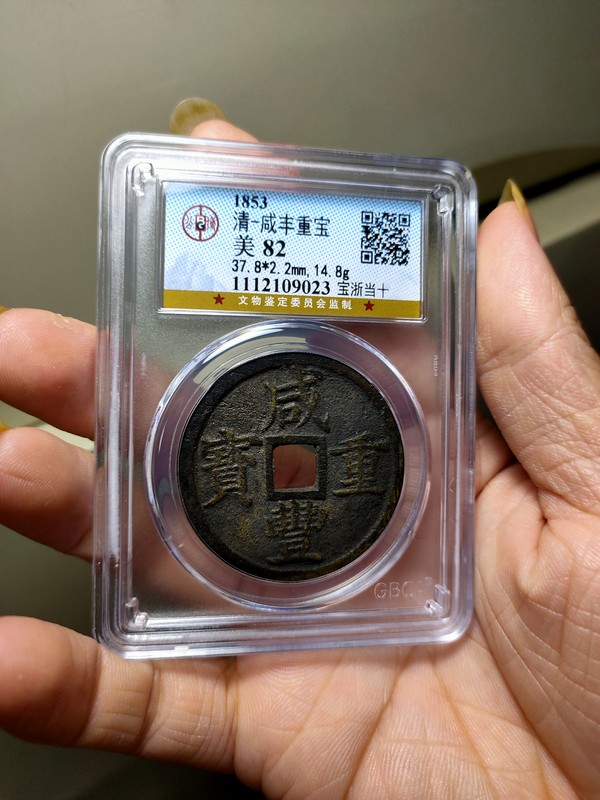 1853
清-咸丰重宝
美 82
37.8*2.2mm,14.8g
1112109023 宝浙当十
★ 文物鉴定委员会监制 ★
咸
寶 重
豐